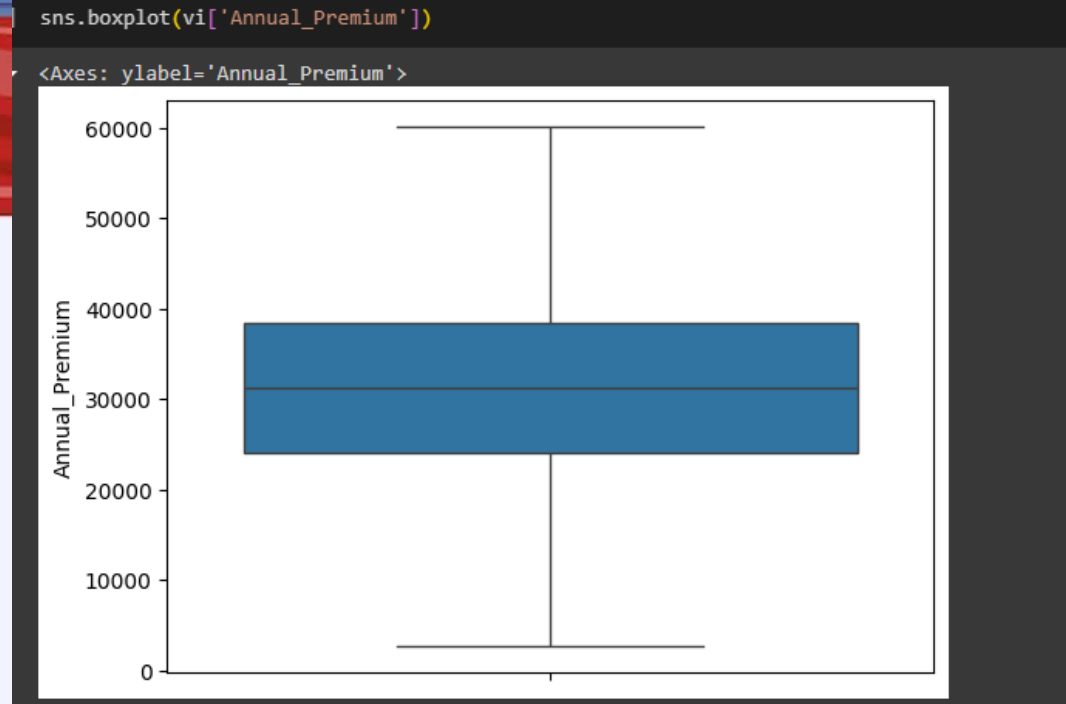 sns.boxplot(vi['Annual_Premium'])
<Axes: ylabel='Annual_Premium'>
60000
50000
40000
30000
20000
10000
0
Annual_Premium